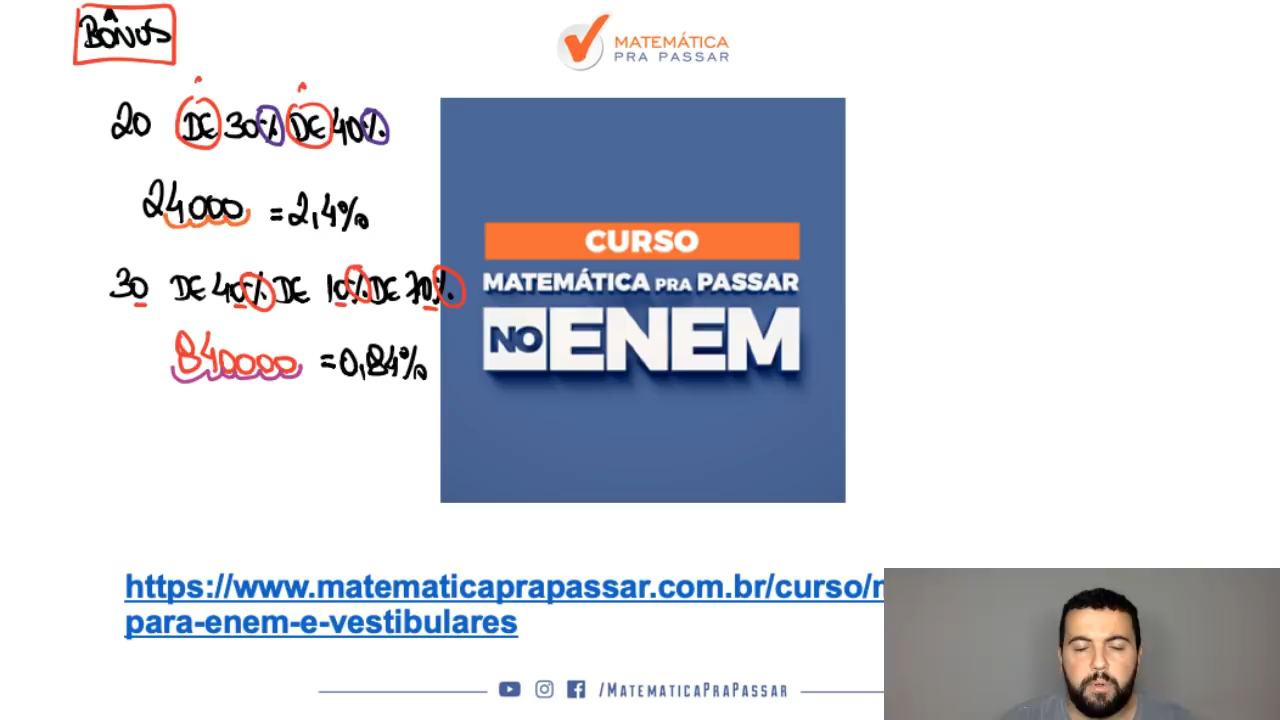 BÔNUS
MATEMÁTICA
PRA PASSAR
20 DE 30% DE 40%
24000 = 2,4%
30 DE 40% DE 10% DE 70%
840000 = 0,84%
CURSO
MATEMÁTICA PRA PASSAR
NO ENEM
https://www.matematicaprapassar.com.br/curso/
para-enem-e-vestibulares
/MATEMATICAPRAPASSAR